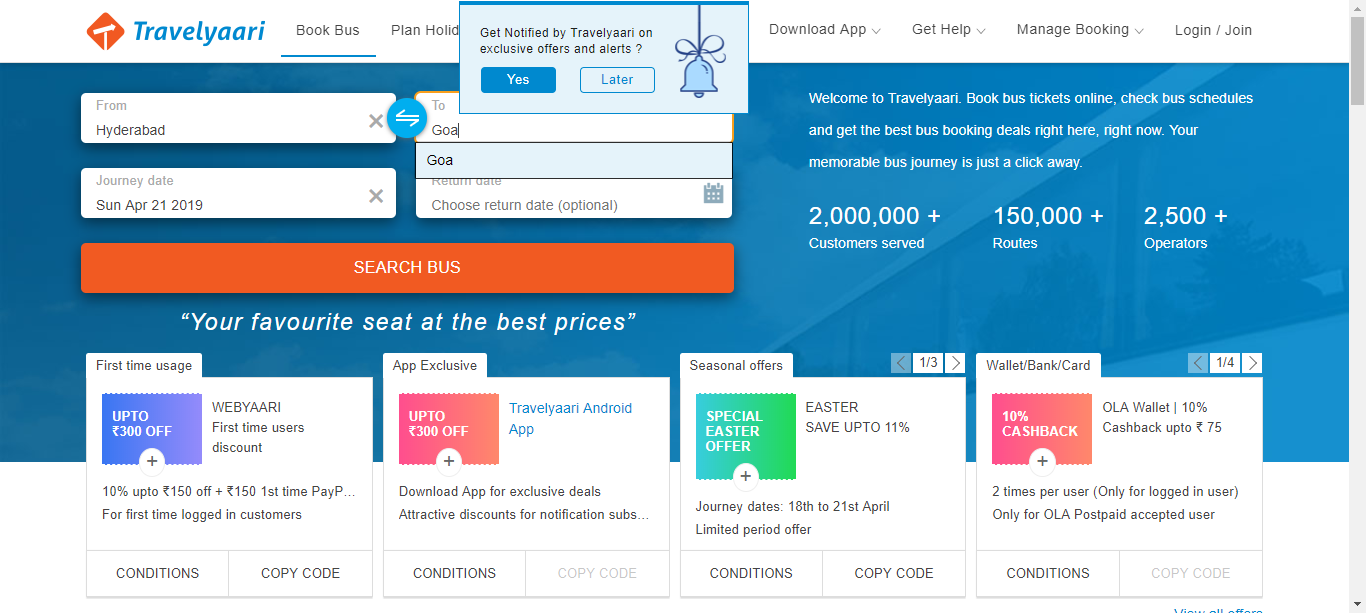 Travelyaari
Book Bus
Plan Holid
Get Notified by Travelyaari on
exclusive offers and alerts ?
Yes
Later
Download App
Get Help
Manage Booking
Login / Join
From
Hyderabad
To
Goa
Goa
Journey date
Sun Apr 21 2019
Return date
Choose return date (optional)
SEARCH BUS
“Your favourite seat at the best prices”
Welcome to Travelyaari. Book bus tickets online, check bus schedules
and get the best bus booking deals right here, right now. Your
memorable bus journey is just a click away.
2,000,000 +
Customers served
150,000 +
Routes
2,500 +
Operators
First time usage
UPTO
₹300 OFF
WEBYAARI
First time users
discount
10% upto ₹150 off + ₹150 1st time PayP...
For first time logged in customers
CONDITIONS
COPY CODE
App Exclusive
UPTO
₹300 OFF
Travelyaari Android
App
Download App for exclusive deals
Attractive discounts for notification subs...
CONDITIONS
COPY CODE
Seasonal offers
1/3
SPECIAL
EASTER
OFFER
EASTER
SAVE UPTO 11%
Journey dates: 18th to 21st April
Limited period offer
CONDITIONS
COPY CODE
Wallet/Bank/Card
1/4
10%
CASHBACK
OLA Wallet | 10%
Cashback upto ₹ 75
2 times per user (Only for logged in user)
Only for OLA Postpaid accepted user
CONDITIONS
COPY CODE
View all offers